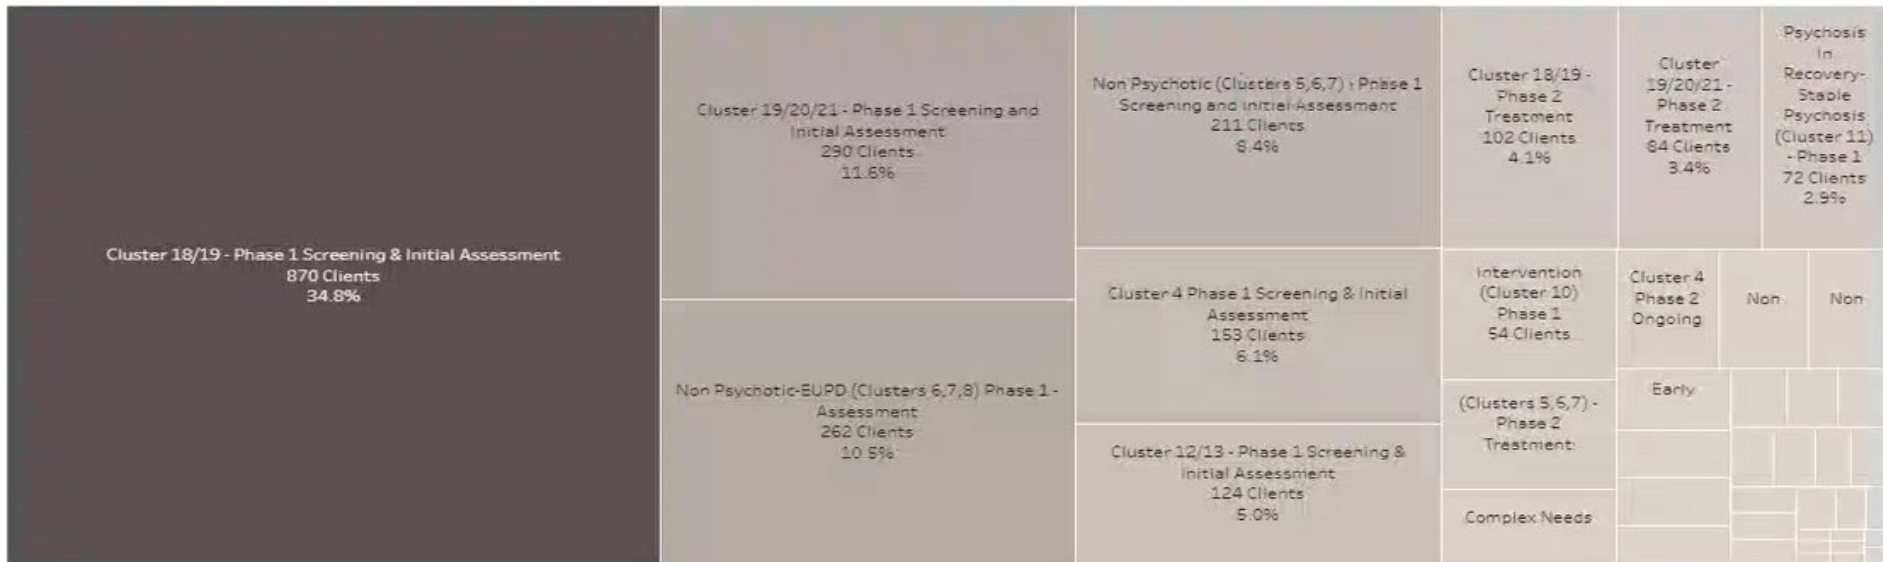 Cluster 18/19 - Phase 1 Screening & Initial Assessment
870 Clients
34.8%
Cluster 19/20/21 - Phase 1 Screening and
Initial Assessment
290 Clients
11.6%
Non Psychotic-EUPD (Clusters 6,7,8) Phase 1 -
Assessment
262 Clients
10.5%
Non Psychotic (Clusters 5,6,7) - Phase 1
Screening and Initial Assessment
211 Clients
8.4%
Cluster 4 Phase 1 Screening & Initial
Assessment
153 Clients
6.1%
Cluster 12/13 - Phase 1 Screening &
Initial Assessment
124 Clients
5.0%
Cluster 18/19 -
Phase 2
Treatment
102 Clients
4.1%
Cluster
19/20/21 -
Phase 2
Treatment
84 Clients
3.4%
Psychosis
In
Recovery-
Stable
Psychosis
(Cluster 11)
- Phase 1
72 Clients
2.9%
Intervention
(Cluster 10)
Phase 1
54 Clients
(Clusters 5,6,7) -
Phase 2
Treatment
Complex Needs
Cluster 4
Phase 2
Ongoing
Non
Non
Early